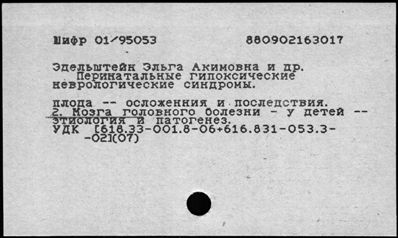 Шифр 01/95053 880902163017
Эдельштейн Эльга Акимовна и др.
Перинатальные гипоксические
неврологические синдромы.
плода -- осложнения и последствия.
2. Мозга головного болезни - у детей --
этиология и патогенез.
УДК [618.33-001.8-06+616.831-053.3-
-02](07)